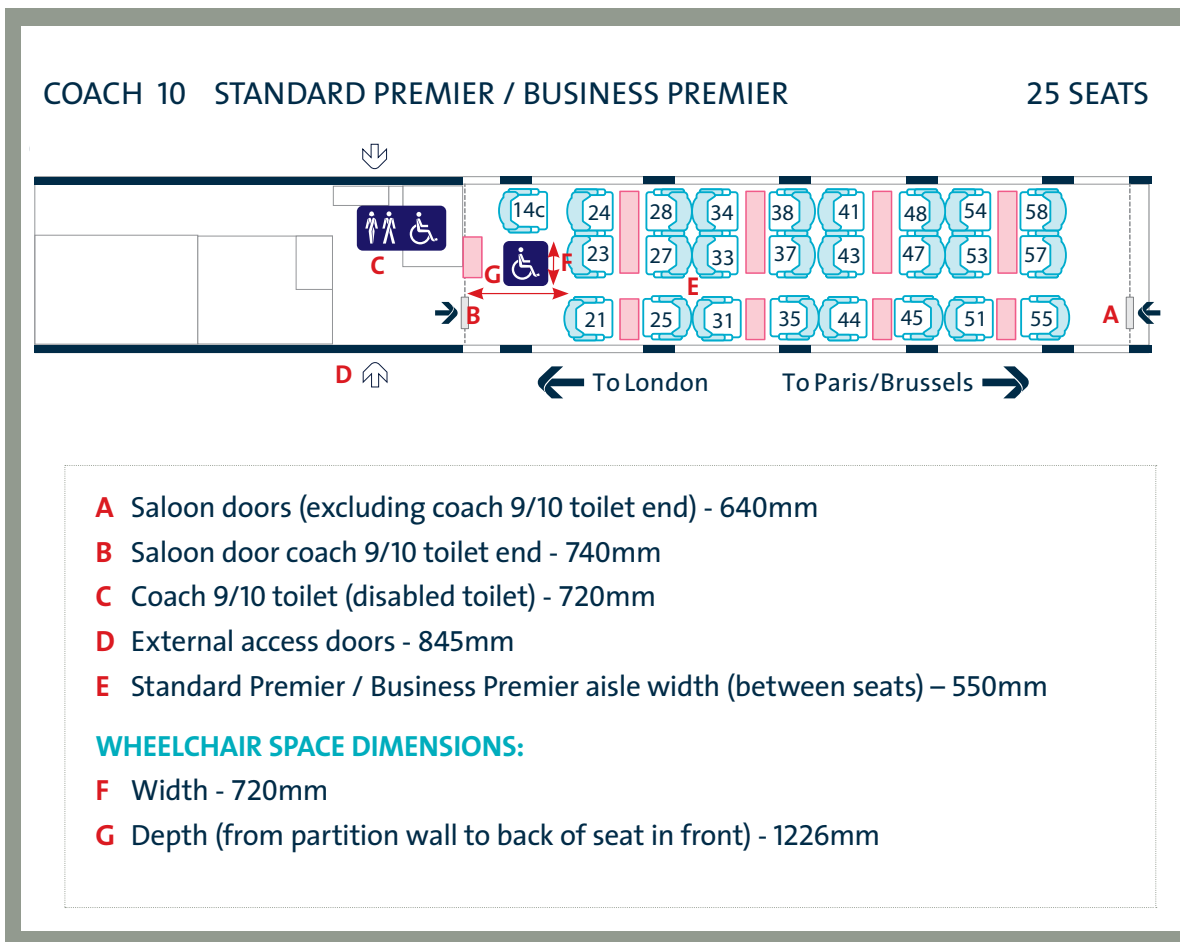 COACH 10 STANDARD PREMIER / BUSINESS PREMIER 25 SEATS
14c 24 28 34 38 41 48 54 58
C G F 23 27 33 37 43 47 53 57
E
B 21 25 31 35 44 45 51 55 A
D To London To Paris/Brussels
A Saloon doors (excluding coach 9/10 toilet end) - 640mm
B Saloon door coach 9/10 toilet end - 740mm
C Coach 9/10 toilet (disabled toilet) - 720mm
D External access doors - 845mm
E Standard Premier / Business Premier aisle width (between seats) – 550mm
WHEELCHAIR SPACE DIMENSIONS:
F Width - 720mm
G Depth (from partition wall to back of seat in front) - 1226mm